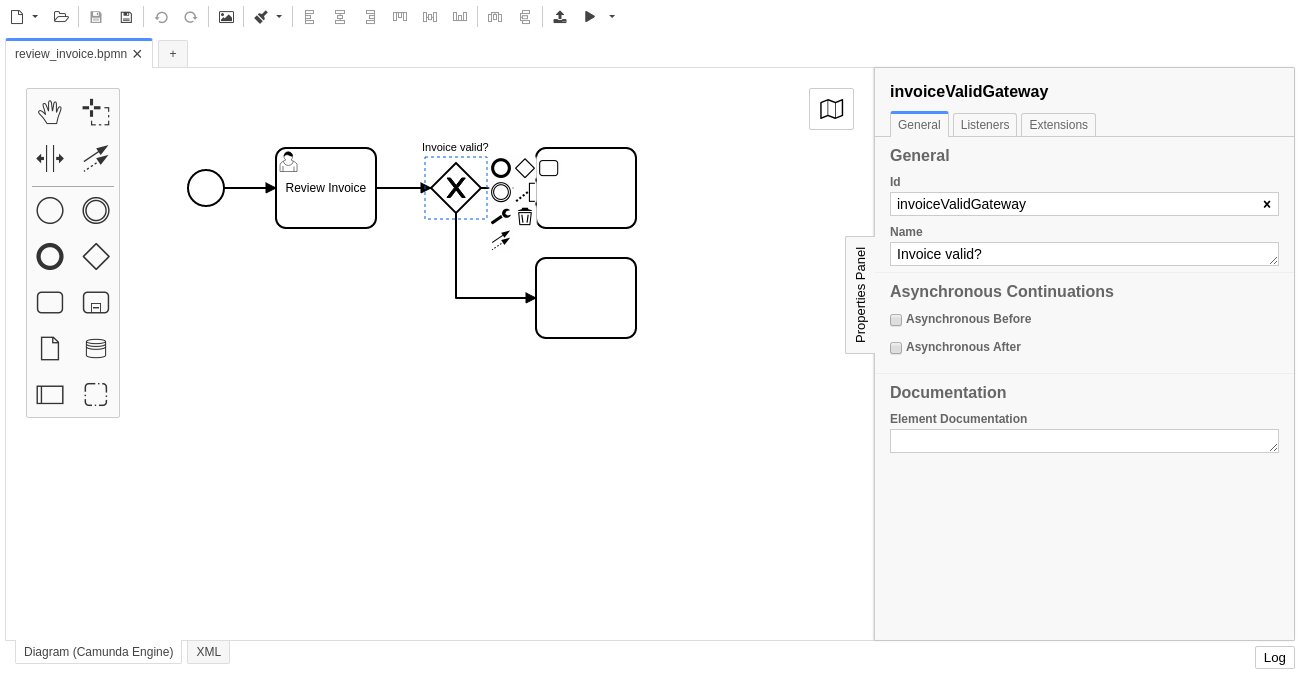 review_invoice.bpmn
+
Invoice valid?
Review Invoice
Properties Panel
invoiceValidGateway
General
Listeners
Extensions
General
Id
invoiceValidGateway
Name
Invoice valid?
Asynchronous Continuations
Asynchronous Before
Asynchronous After
Documentation
Element Documentation
Diagram (Camunda Engine)
XML
Log